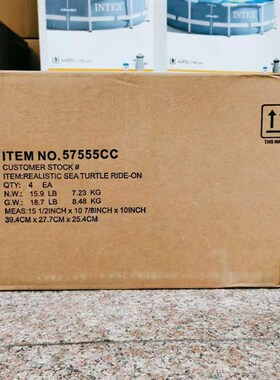 INTEX
INTEX
ITEM NO.57555CC
CUSTOMER STOCK #
ITEM:REALISTIC SEA TURTLE RIDE-ON
QTY: 4 EA
N.W.: 15.9 LB 7.23 KG
G.W.: 18.7 LB 8.48 KG
MEAS:15 1/2INCH x 10 7/8INCH x 10INCH
39.4CM x 27.7CM x 25.4CM